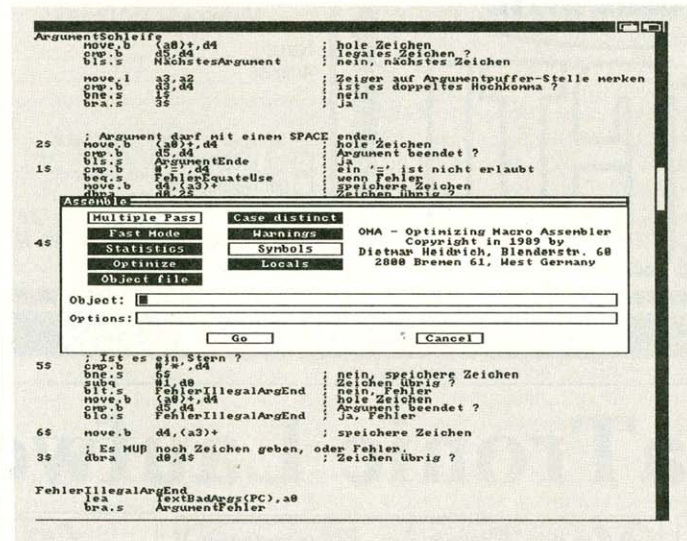 ArgumentSchleife
move.b (a0)+,d4 ; hole Zeichen
cmp.b d5,d4 ; legales Zeichen ?
bls.s NächstesArgument ; nein, nächstes Zeichen
move.l a3,a2 ; Zeiger auf Argumentpuffer-Stelle merken
cmp.b d3,d4 ; ist es doppeltes Hochkomma ?
bne.s 1$ ; nein
bra.s 3$ ; ja
; Argument darf mit einem SPACE enden.
2$ move.b (a0)+,d4 ; hole Zeichen
cmp.b d5,d4 ; Argument beendet ?
bls.s ArgumentEnde ; ja
1$ cmp.b #'=',d4 ; ein '=' ist nicht erlaubt
beq.s FehlerEquateUse ; wenn Fehler
move.b d4,(a3)+ ; speichere Zeichen
dbra d0,2$ ; Zeichen übrig ?
Assemble
Multiple Pass Case distinct
Fast Mode Warnings OMA - Optimizing Macro Assembler
4$ Statistics Symbols Copyright in 1989 by
Optimize Locals Dietmar Heidrich, Blenderstr. 60
Object file 2800 Bremen 61, West Germany
Object:
Options:
Go Cancel
; Ist es ein Stern ?
5$ cmp.b #'*',d4
bne.s 6$ ; nein, speichere Zeichen
subq #1,d0 ; Zeichen übrig ?
blt.s FehlerIllegalArgEnd ; nein, Fehler
move.b (a0)+,d4 ; hole Zeichen
cmp.b d5,d4 ; Argument beendet ?
blo.s FehlerIllegalArgEnd ; ja, Fehler
6$ move.b d4,(a3)+ ; speichere Zeichen
; Es MUß noch Zeichen geben, oder Fehler.
3$ dbra d0,4$ ; Zeichen übrig ?
FehlerIllegalArgEnd
lea TextBadArgs(PC),a0
bra.s ArgumentFehler